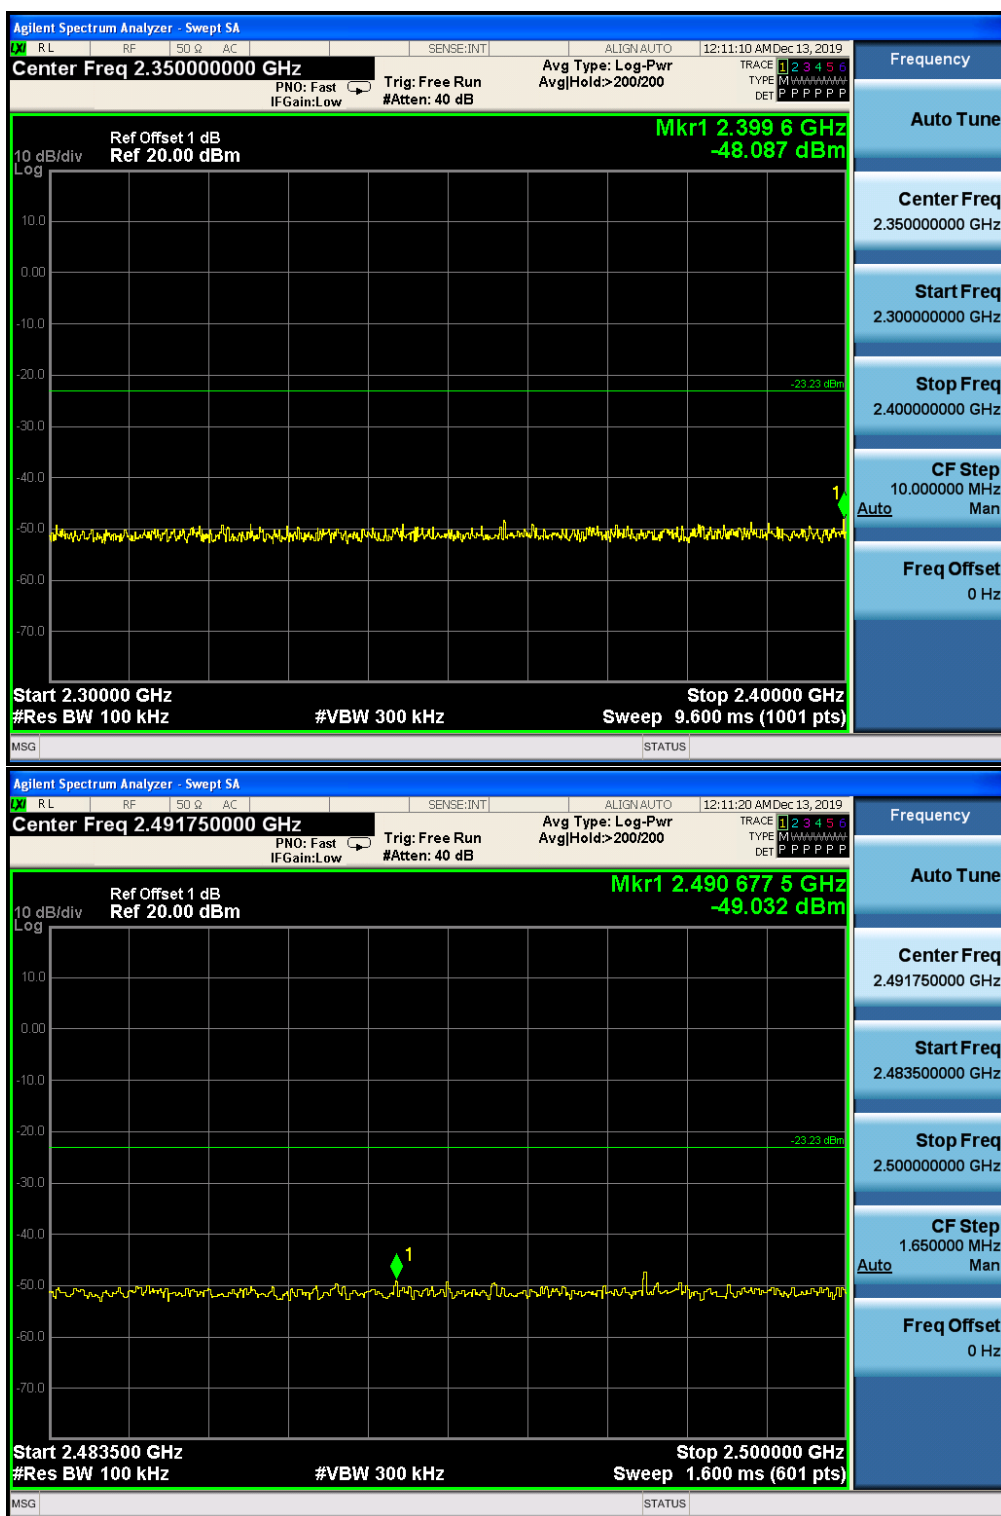 Agilent Spectrum Analyzer - Swept SA
LXI RL RF 50 Ω AC SENSE:INT ALIGN AUTO 12:11:10 AM Dec 13, 2019
Center Freq 2.350000000 GHz
PNO: Fast
IFGain:Low
Trig: Free Run
#Atten: 40 dB
Avg Type: Log-Pwr
Avg|Hold:>200/200
TRACE 1 2 3 4 5 6
TYPE M
DET P P P P P P
Mkr1 2.399 6 GHz
-48.087 dBm
Ref Offset 1 dB
10 dB/div Ref 20.00 dBm
Log
10.0
0.00
-10.0
-20.0
-23.23 dBm
-30.0
-40.0
1
-50.0
-60.0
-70.0
Start 2.30000 GHz Stop 2.40000 GHz
#Res BW 100 kHz #VBW 300 kHz Sweep 9.600 ms (1001 pts)
MSG STATUS
Frequency
Auto Tune
Center Freq
2.350000000 GHz
Start Freq
2.300000000 GHz
Stop Freq
2.400000000 GHz
CF Step
10.000000 MHz
Auto Man
Freq Offset
0 Hz
Agilent Spectrum Analyzer - Swept SA
LXI RL RF 50 Ω AC SENSE:INT ALIGN AUTO 12:11:20 AM Dec 13, 2019
Center Freq 2.491750000 GHz
PNO: Fast
IFGain:Low
Trig: Free Run
#Atten: 40 dB
Avg Type: Log-Pwr
Avg|Hold:>200/200
TRACE 1 2 3 4 5 6
TYPE M
DET P P P P P P
Mkr1 2.490 677 5 GHz
-49.032 dBm
Ref Offset 1 dB
10 dB/div Ref 20.00 dBm
Log
10.0
0.00
-10.0
-20.0
-23.23 dBm
-30.0
-40.0
1
-50.0
-60.0
-70.0
Start 2.483500 GHz Stop 2.500000 GHz
#Res BW 100 kHz #VBW 300 kHz Sweep 1.600 ms (601 pts)
MSG STATUS
Frequency
Auto Tune
Center Freq
2.491750000 GHz
Start Freq
2.483500000 GHz
Stop Freq
2.500000000 GHz
CF Step
1.650000 MHz
Auto Man
Freq Offset
0 Hz